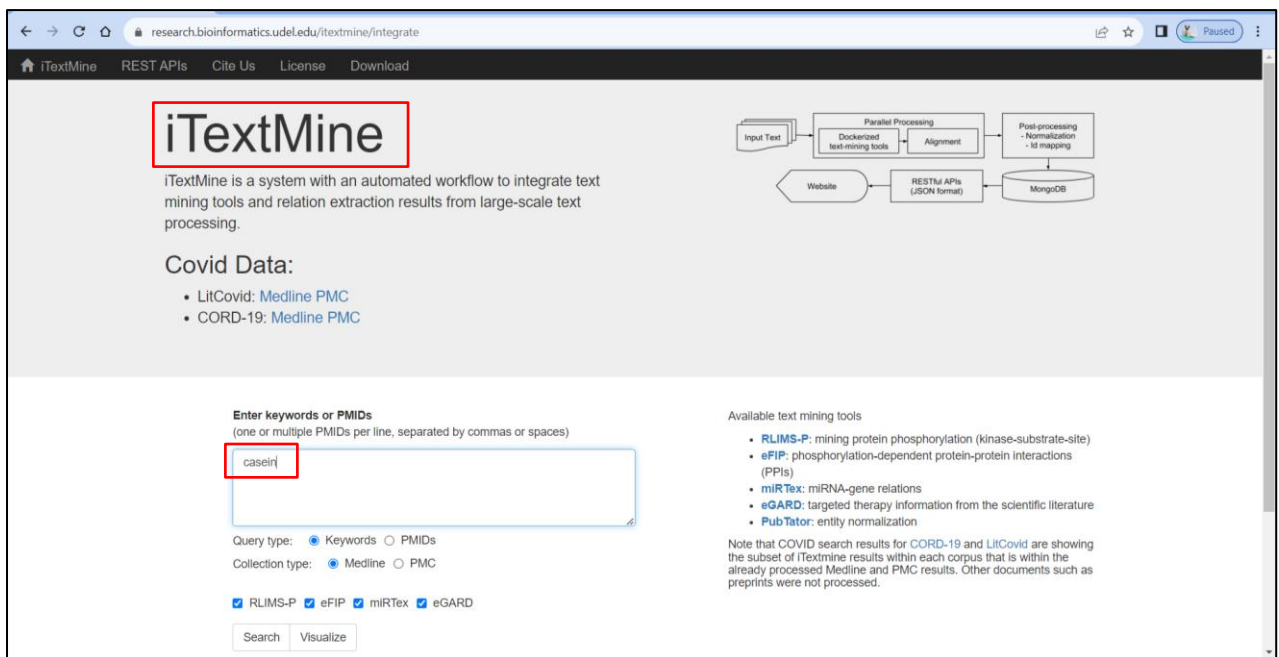 research.bioinformatics.udel.edu/itextmine/integrate
Paused
iTextMine REST APIs Cite Us License Download
iTextMine
iTextMine is a system with an automated workflow to integrate text
mining tools and relation extraction results from large-scale text
processing.
Covid Data:
• LitCovid: Medline PMC
• CORD-19: Medline PMC
Input Text
Parallel Processing
Dockerized
text-mining tools
Alignment
Post-processing
- Normalization
- Id mapping
Website
RESTful APIs
(JSON format)
MongoDB
Enter keywords or PMIDs
(one or multiple PMIDs per line, separated by commas or spaces)
casein
Query type: Keywords PMIDs
Collection type: Medline PMC
RLIMS-P eFIP miRTex eGARD
Search Visualize
Available text mining tools
• RLIMS-P: mining protein phosphorylation (kinase-substrate-site)
• eFIP: phosphorylation-dependent protein-protein interactions
(PPIs)
• miRTex: miRNA-gene relations
• eGARD: targeted therapy information from the scientific literature
• PubTator: entity normalization
Note that COVID search results for CORD-19 and LitCovid are showing
the subset of iTextmine results within each corpus that is within the
already processed Medline and PMC results. Other documents such as
preprints were not processed.